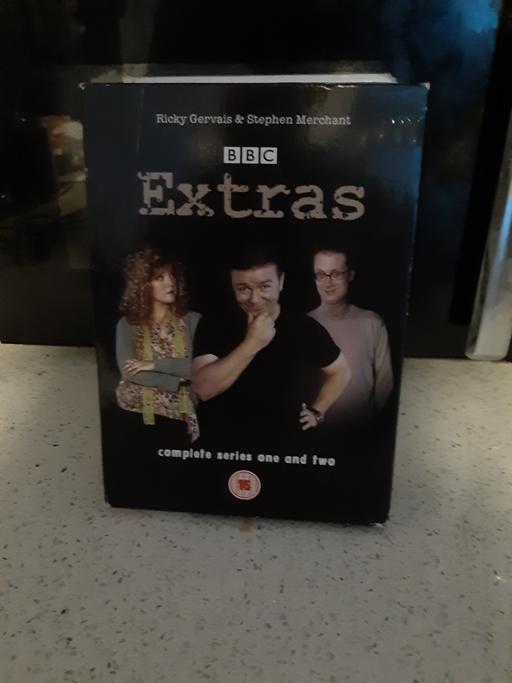 Ricky Gervais & Stephen Merchant
BBC
Extras
complete series one and two
15